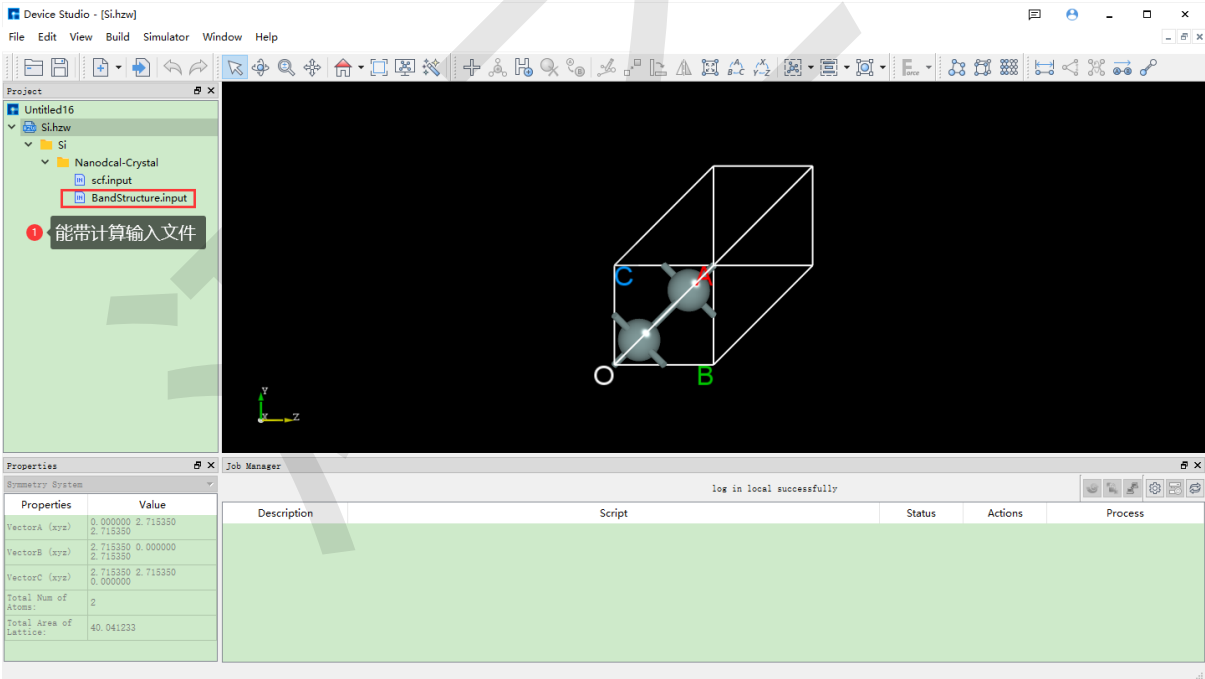 Device Studio - [Si.hzw]
File Edit View Build Simulator Window Help
Project
Untitled16
Si.hzw
Si
Nanodcal-Crystal
scf.input
BandStructure.input
1 能带计算输入文件
C A
O B
Y
X Z
Properties
Symmetry System
Properties Value
VectorA (xyz) 0.000000 2.715350
2.715350
VectorB (xyz) 2.715350 0.000000
2.715350
VectorC (xyz) 2.715350 2.715350
0.000000
Total Num of
Atoms: 2
Total Area of
Lattice: 40.041233
Job Manager
log in local successfully
Description Script Status Actions Process